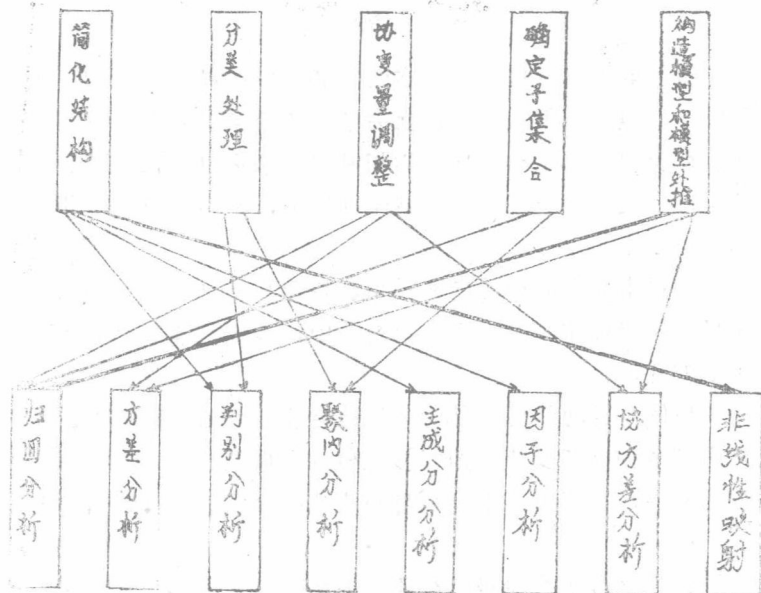 简化结构
分类处理
协变量调整
确定子集合
构造模型和模型外推
归回分析
方差分析
判别分析
聚内分析
主成分分析
因子分析
协方差分析
非线性映射